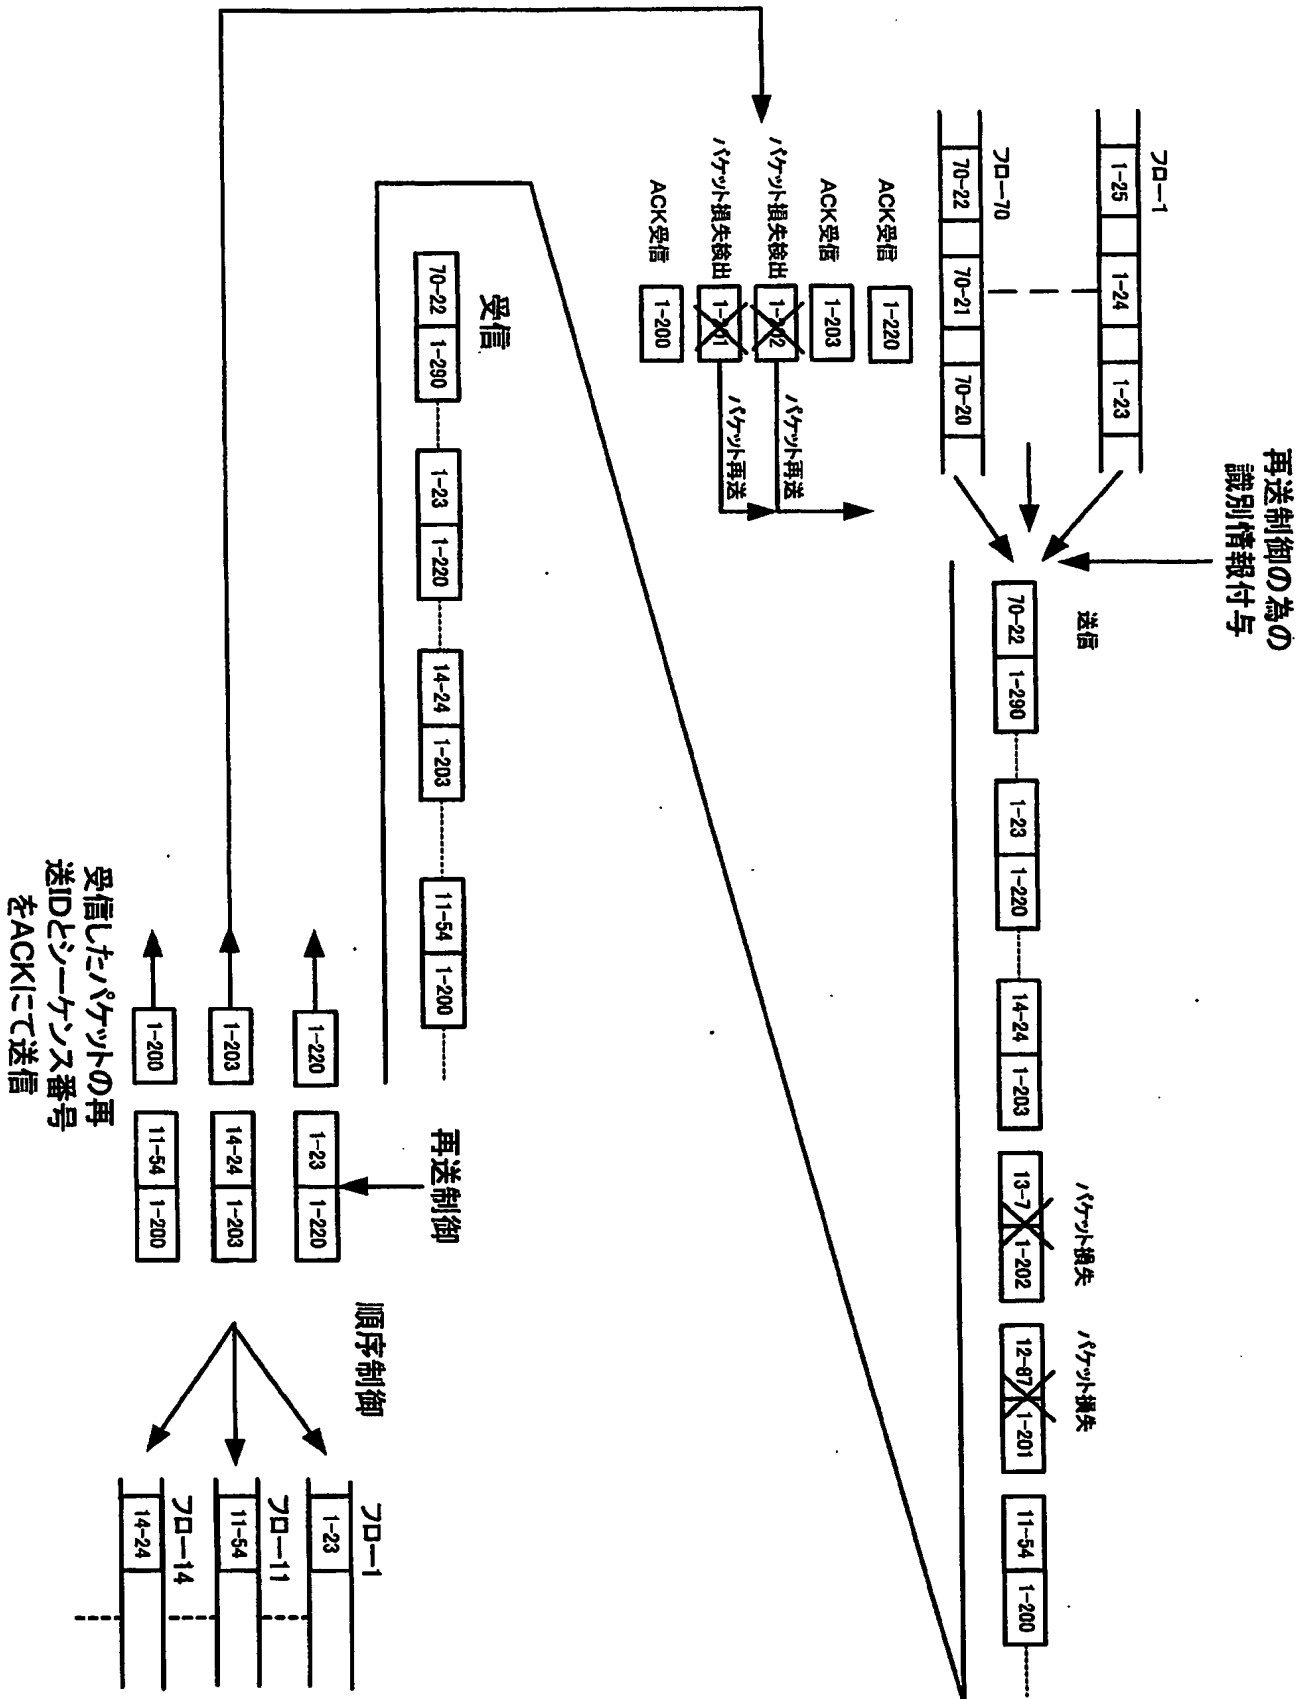 再送制御の為の
識別情報付与
フロー1
1-25
1-24
1-23
フロー70
70-22
70-21
70-20
送信
70-22 1-290
1-23 1-220
14-24 1-203
パケット損失
13-7 1-202
パケット損失
12-87 1-201
11-54 1-200
ACK受信
1-220
ACK受信
1-203
パケット損失検出
1-202
パケット再送
パケット損失検出
1-201
パケット再送
ACK受信
1-200
受信
70-22 1-290
1-23 1-220
14-24 1-203
11-54 1-200
再送制御
1-220
1-23 1-220
1-203
14-24 1-203
1-200
11-54 1-200
受信したパケットの再
送IDとシーケンス番号
をACKにて送信
順序制御
フロー1
1-23
フロー11
11-54
フロー14
14-24